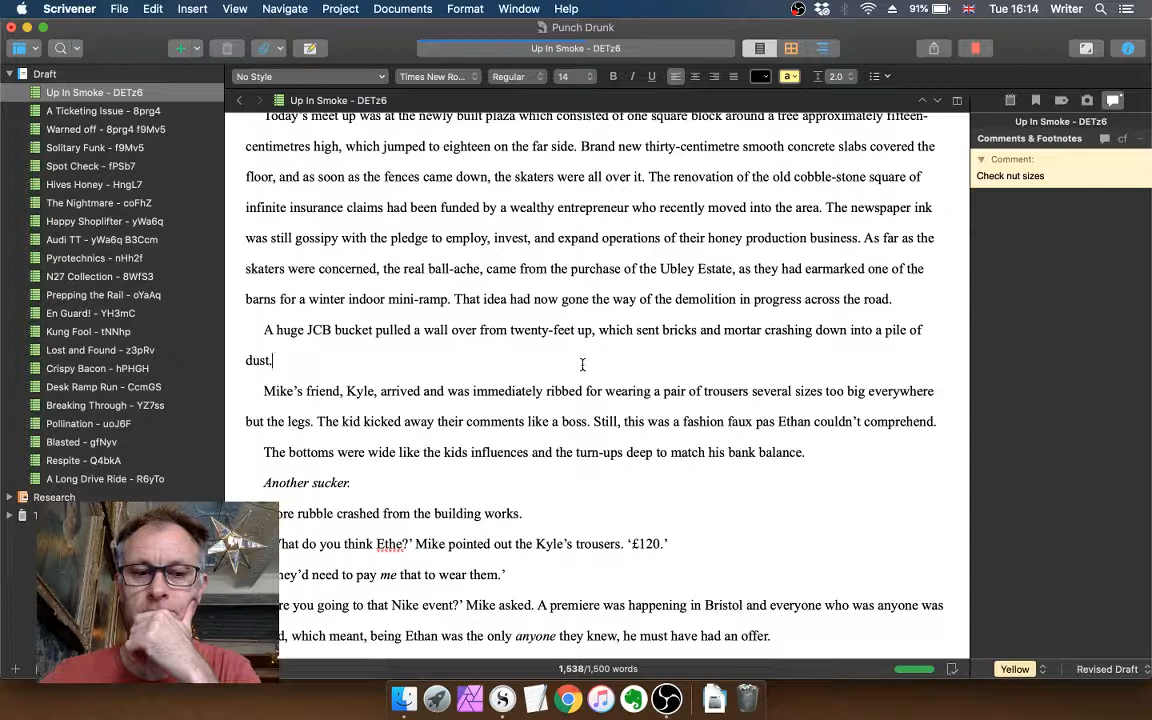 Scrivener File Edit Insert View Navigate Project Documents Format Window Help 91% Tue 16:14 Writer
Punch Drunk
Up In Smoke - DETz6
No Style Times New Ro... Regular 14 B I U a 2.0
Draft
Up In Smoke - DETz6
A Ticketing Issue - 8prg4
Warned off - 8prg4 f9Mv5
Solitary Funk - f9Mv5
Spot Check - fPSb7
Hives Honey - HngL7
The Nightmare - coFhZ
Happy Shoplifter - yWa6q
Audi TT - yWa6q B3Ccm
Pyrotechnics - nHh2f
N27 Collection - 8WfS3
Prepping the Rail - oYaAq
En Guard! - YH3mC
Kung Fool - tNNhp
Lost and Found - z3pRv
Crispy Bacon - hPHGH
Desk Ramp Run - CcmGS
Breaking Through - YZ7ss
Pollination - uoJ6F
Blasted - gfNyv
Respite - Q4bkA
A Long Drive Ride - R6yTo
Research
Up In Smoke - DETz6
Today's meet up was at the newly built plaza which consisted of one square block around a tree approximately fifteen-
centimetres high, which jumped to eighteen on the far side. Brand new thirty-centimetre smooth concrete slabs covered the
floor, and as soon as the fences came down, the skaters were all over it. The renovation of the old cobble-stone square of
infinite insurance claims had been funded by a wealthy entrepreneur who recently moved into the area. The newspaper ink
was still gossipy with the pledge to employ, invest, and expand operations of their honey production business. As far as the
skaters were concerned, the real ball-ache, came from the purchase of the Ubley Estate, as they had earmarked one of the
barns for a winter indoor mini-ramp. That idea had now gone the way of the demolition in progress across the road.
A huge JCB bucket pulled a wall over from twenty-feet up, which sent bricks and mortar crashing down into a pile of
dust.
Mike's friend, Kyle, arrived and was immediately ribbed for wearing a pair of trousers several sizes too big everywhere
but the legs. The kid kicked away their comments like a boss. Still, this was a fashion faux pas Ethan couldn't comprehend.
The bottoms were wide like the kids influences and the turn-ups deep to match his bank balance.
Another sucker.
ore rubble crashed from the building works.
hat do you think Ethe?' Mike pointed out the Kyle's trousers. '£120.'
hey'd need to pay me that to wear them.'
re you going to that Nike event?' Mike asked. A premiere was happening in Bristol and everyone who was anyone was
d, which meant, being Ethan was the only anyone they knew, he must have had an offer.
1,538/1,500 words
Up In Smoke - DETz6
Comments & Footnotes cf
Comment:
Check nut sizes
Yellow Revised Draft